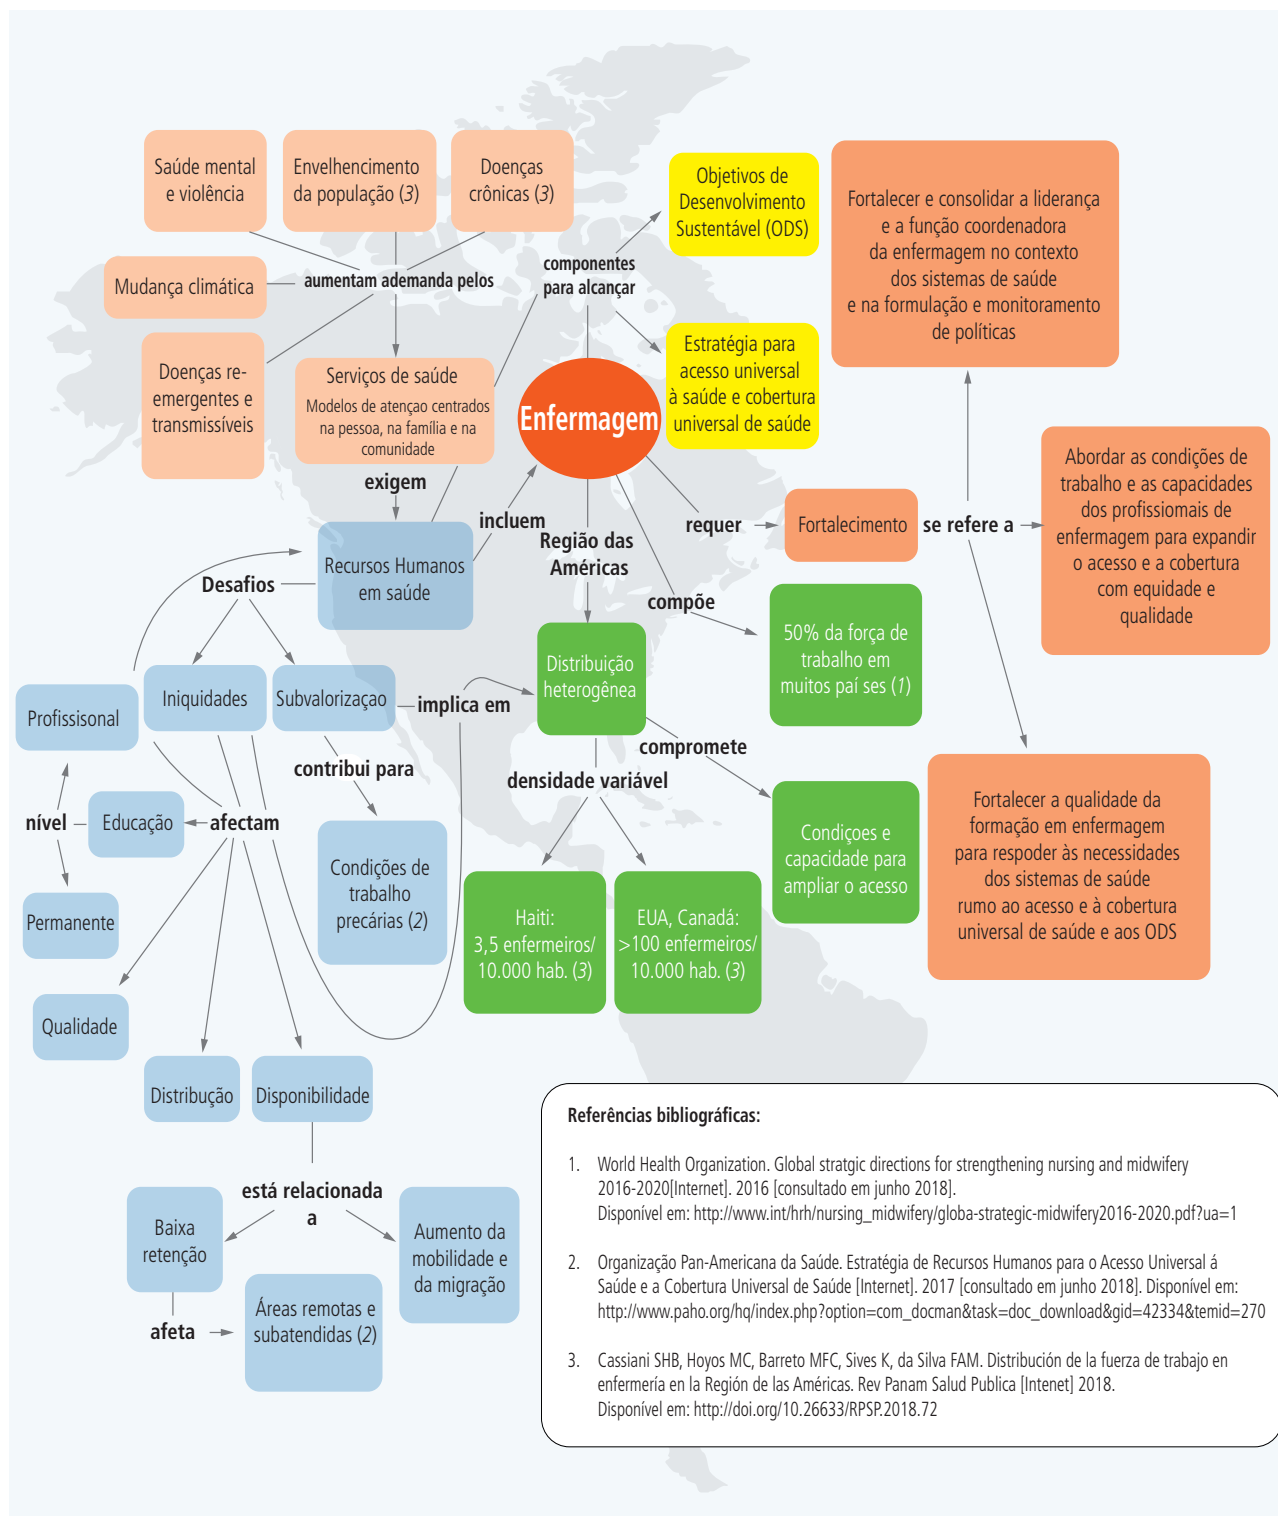 Saúde mental
e violência
Envelhencimento
da população (3)
Doenças
crônicas (3)
Objetivos de
Desenvolvimento
Sustentável (ODS)
Fortalecer e consolidar a liderança
e a função coordenadora
da enfermagem no contexto
dos sistemas de saúde
e na formulação e monitoramento
de políticas
Mudança climática
aumentam ademanda pelos
componentes
para alcançar
Doenças re-
emergentes e
transmissíveis
Serviços de saúde
Modelos de atençao centrados
na pessoa, na família e na
comunidade
Enfermagem
Estratégia para
acesso universal
à saúde e cobertura
universal de saúde
exigem
incluem
Região das
Américas
requer
Fortalecimento
se refere a
Abordar as condições de
trabalho e as capacidades
dos profissiomais de
enfermagem para expandir
o acesso e a cobertura
com equidade e
qualidade
Desafios
Recursos Humanos
em saúde
compõe
50% da força de
trabalho em
muitos paí ses (1)
Distribuição
heterogênea
Profissisonal
Iniquidades
Subvalorizaçao
implica em
compromete
contribui para
densidade variável
nível
Educação
afectam
Condições de
trabalho
precárias (2)
Condiçoes e
capacidade para
ampliar o acesso
Fortalecer a qualidade da
formação em enfermagem
para respoder às necessidades
dos sistemas de saúde
rumo ao acesso e à cobertura
universal de saúde e aos ODS
Permanente
Haiti:
3,5 enfermeiros/
10.000 hab. (3)
EUA, Canadá:
>100 enfermeiros/
10.000 hab. (3)
Qualidade
Distribução
Disponibilidade
está relacionada
a
Baixa
retenção
Aumento da
mobilidade e
da migração
afeta
Áreas remotas e
subatendidas (2)
Referências bibliográficas:
1. World Health Organization. Global stratgic directions for strengthening nursing and midwifery
2016-2020[Internet]. 2016 [consultado em junho 2018].
Disponível em: http://www.int/hrh/nursing_midwifery/globa-strategic-midwifery2016-2020.pdf?ua=1
2. Organização Pan-Americana da Saúde. Estratégia de Recursos Humanos para o Acesso Universal á
Saúde e a Cobertura Universal de Saúde [Internet]. 2017 [consultado em junho 2018]. Disponível em:
http://www.paho.org/hq/index.php?option=com_docman&task=doc_download&gid=42334&temid=270
3. Cassiani SHB, Hoyos MC, Barreto MFC, Sives K, da Silva FAM. Distribución de la fuerza de trabajo en
enfermería en la Región de las Américas. Rev Panam Salud Publica [Intenet] 2018.
Disponível em: http://doi.org/10.26633/RPSP.2018.72